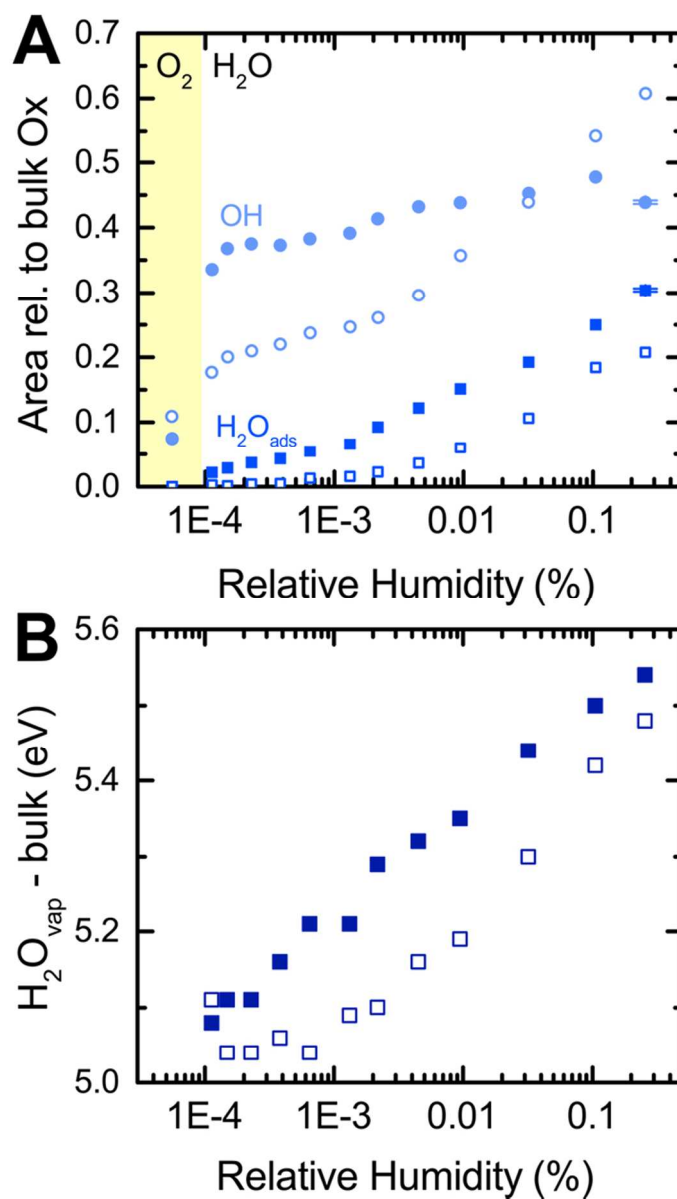 A
O₂ H₂O
Area rel. to bulk Ox
0.7
0.6
0.5
0.4
0.3
0.2
0.1
0.0
OH
H₂O_ads
1E-4 1E-3 0.01 0.1
Relative Humidity (%)
B
H₂O_vap - bulk (eV)
5.6
5.4
5.2
5.0
1E-4 1E-3 0.01 0.1
Relative Humidity (%)